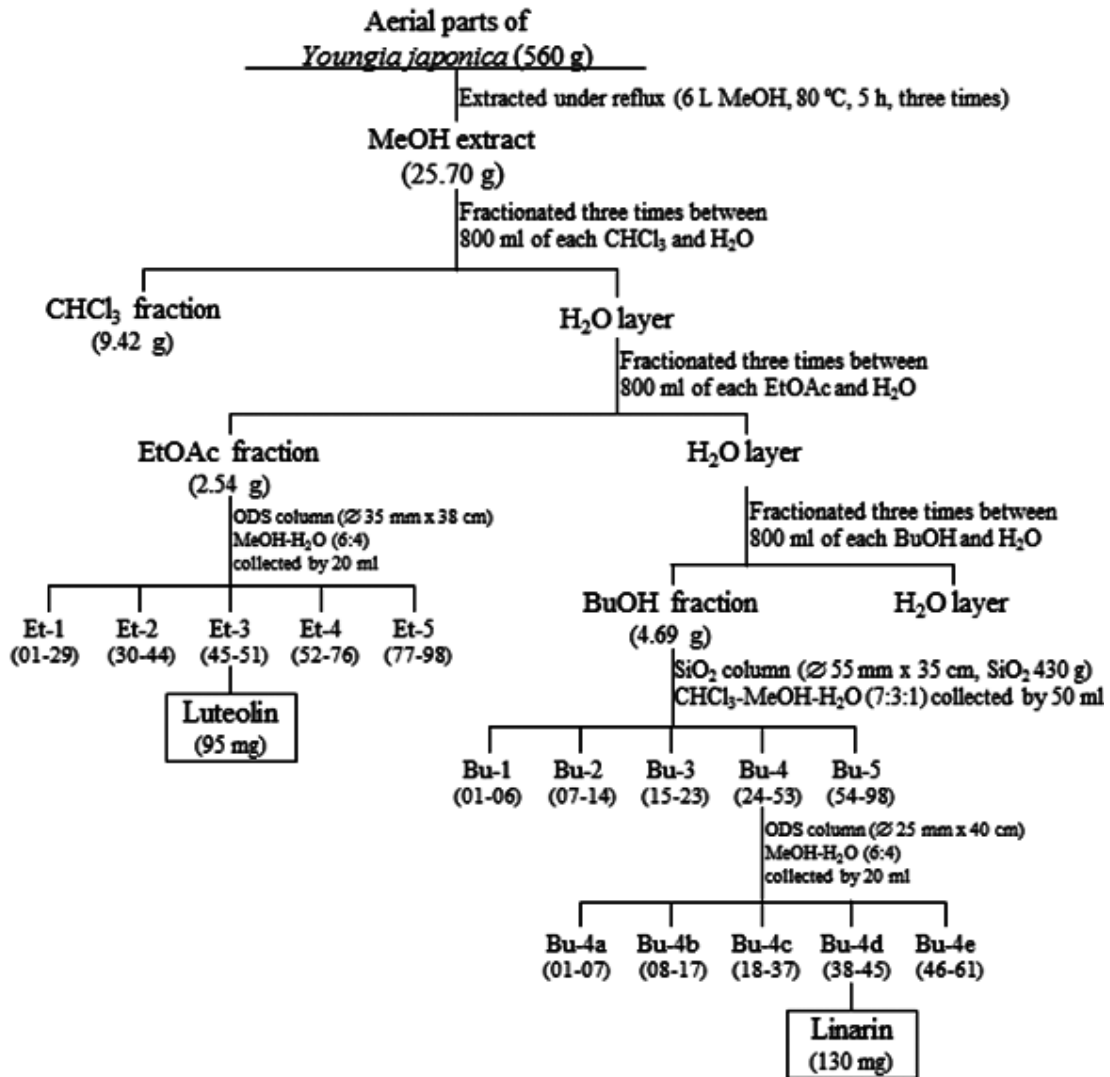 Aerial parts of
Youngia japonica (560 g)
Extracted under reflux (6 L MeOH, 80 ℃, 5 h, three times)
MeOH extract
(25.70 g)
Fractionated three times between
800 ml of each CHCl₃ and H₂O
CHCl₃ fraction
(9.42 g)
H₂O layer
Fractionated three times between
800 ml of each EtOAc and H₂O
EtOAc fraction
(2.54 g)
H₂O layer
ODS column (∅ 35 mm x 38 cm)
MeOH-H₂O (6:4)
collected by 20 ml
Fractionated three times between
800 ml of each BuOH and H₂O
Et-1 Et-2 Et-3 Et-4 Et-5
(01-29) (30-44) (45-51) (52-76) (77-98)
Luteolin
(95 mg)
BuOH fraction
(4.69 g)
H₂O layer
SiO₂ column (∅ 55 mm x 35 cm, SiO₂ 430 g)
CHCl₃-MeOH-H₂O (7:3:1) collected by 50 ml
Bu-1 Bu-2 Bu-3 Bu-4 Bu-5
(01-06) (07-14) (15-23) (24-53) (54-98)
ODS column (∅ 25 mm x 40 cm)
MeOH-H₂O (6:4)
collected by 20 ml
Bu-4a Bu-4b Bu-4c Bu-4d Bu-4e
(01-07) (08-17) (18-37) (38-45) (46-61)
Linarin
(130 mg)